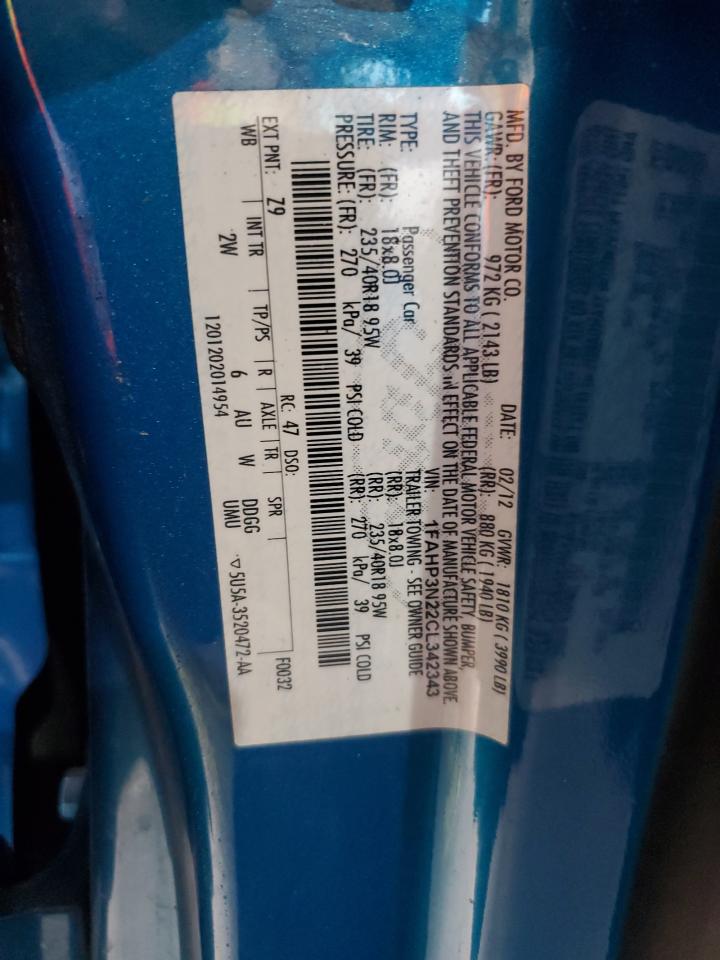 MFD. BY FORD MOTOR CO. DATE: 02/12 GVWR: 1810 KG ( 3990 LB)
GAWR: (FR): 972 KG ( 2143 LB) (RR): 880 KG ( 1940 LB)
THIS VEHICLE CONFORMS TO ALL APPLICABLE FEDERAL MOTOR VEHICLE SAFETY, BUMPER,
AND THEFT PREVENTION STANDARDS IN EFFECT ON THE DATE OF MANUFACTURE SHOWN ABOVE.
VIN: 1FAHP3N22CL342343
TYPE: Passenger Car TRAILER TOWING - SEE OWNER GUIDE
RIM: (FR): 18x8.0J (RR): 18x8.0J
TIRE: (FR): 235/40R18 95W (RR): 235/40R18 95W
PRESSURE: (FR): 270 kPa/ 39 PSI COLD (RR): 270 kPa/ 39 PSI COLD
RC: 47 DSO: F0032
EXT PNT: Z9
WB INT TR TP/PS R AXLE TR SPR
2W 6 AU W DDGG
1201202014954 UMU ▽5U5A-3520472-AA